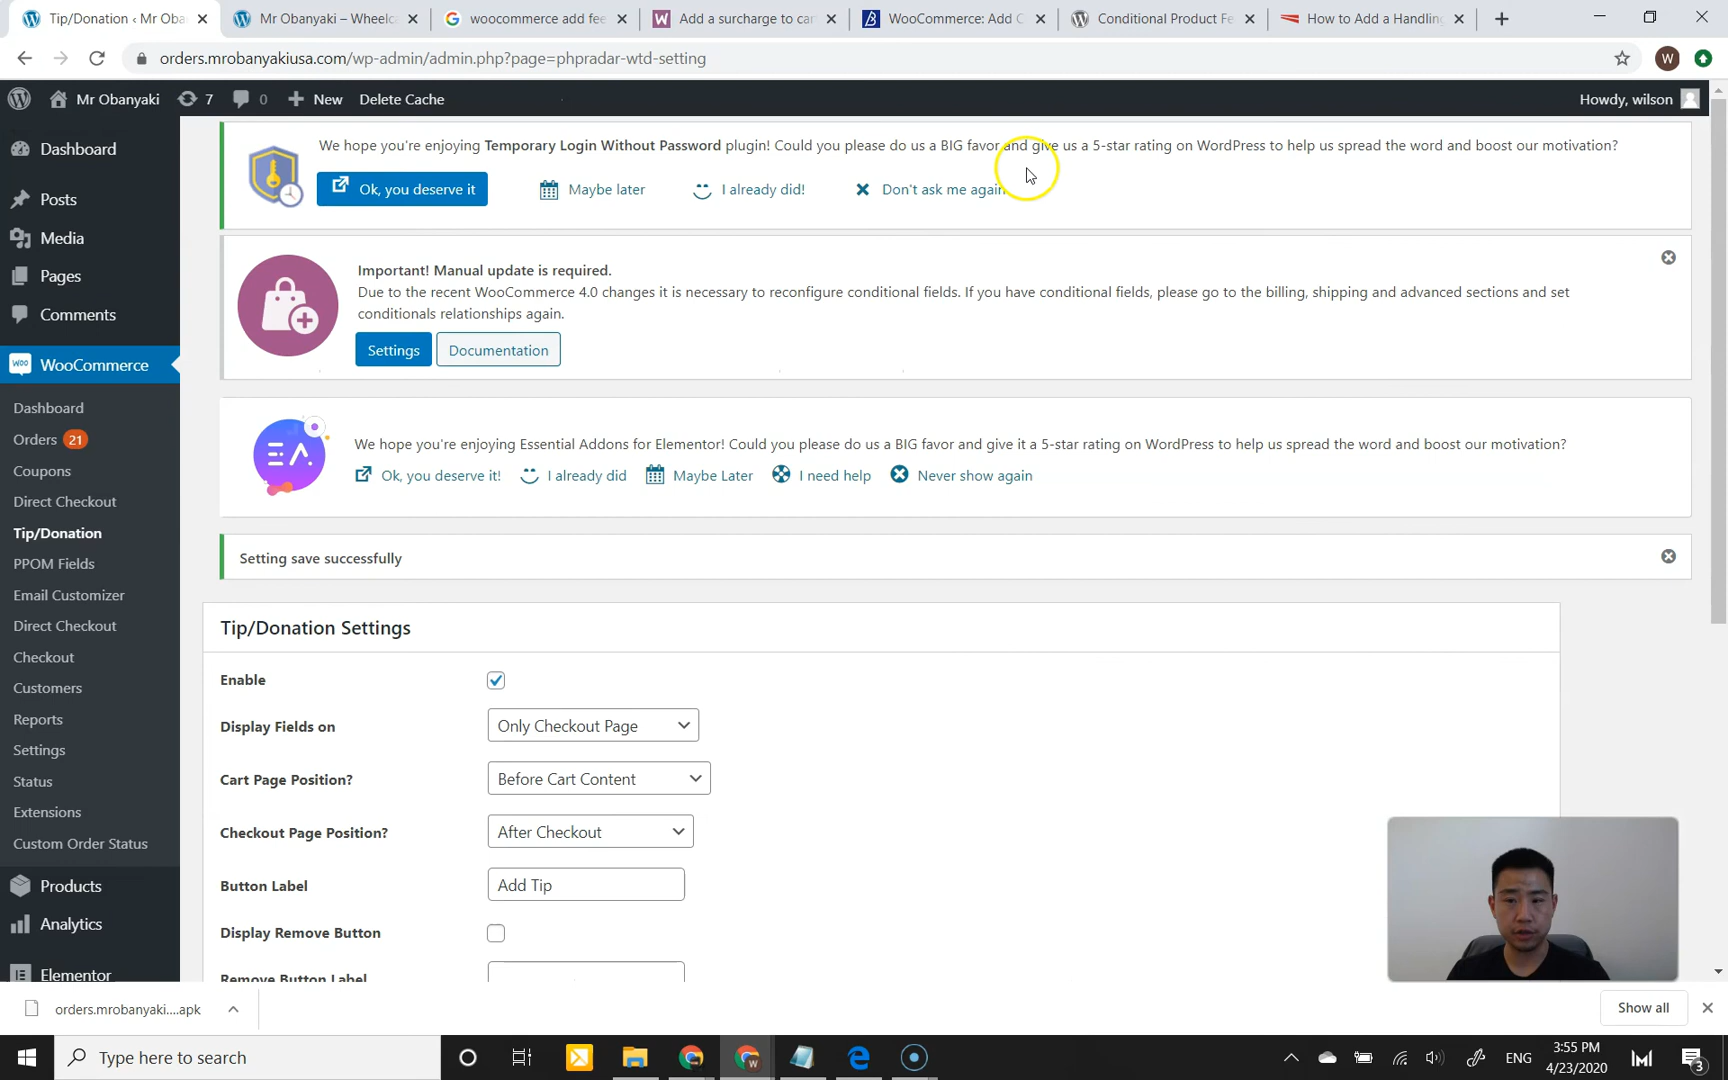 Tip/Donation ‹ Mr Oba
Mr Obanyaki – Wheelca
woocommerce add fee
Add a surcharge to car
WooCommerce: Add C
Conditional Product Fe
How to Add a Handling
orders.mrobanyakiusa.com/wp-admin/admin.php?page=phpradar-wtd-setting
W
Mr Obanyaki
7
0
New
Delete Cache
Howdy, wilson
We hope you're enjoying Temporary Login Without Password plugin! Could you please do us a BIG favor and give us a 5-star rating on WordPress to help us spread the word and boost our motivation?
Ok, you deserve it
Maybe later
I already did!
Don't ask me again
Important! Manual update is required.
Due to the recent WooCommerce 4.0 changes it is necessary to reconfigure conditional fields. If you have conditional fields, please go to the billing, shipping and advanced sections and set
conditionals relationships again.
Settings
Documentation
We hope you're enjoying Essential Addons for Elementor! Could you please do us a BIG favor and give it a 5-star rating on WordPress to help us spread the word and boost our motivation?
Ok, you deserve it!
I already did
Maybe Later
I need help
Never show again
Setting save successfully
Dashboard
Posts
Media
Pages
Comments
WooCommerce
Dashboard
Orders 21
Coupons
Direct Checkout
Tip/Donation
PPOM Fields
Email Customizer
Direct Checkout
Checkout
Customers
Reports
Settings
Status
Extensions
Custom Order Status
Products
Analytics
Elementor
Tip/Donation Settings
Enable
Display Fields on
Only Checkout Page
Cart Page Position?
Before Cart Content
Checkout Page Position?
After Checkout
Button Label
Add Tip
Display Remove Button
Remove Button Label
orders.mrobanyaki....apk
Show all
Type here to search
ENG
3:55 PM
4/23/2020
3